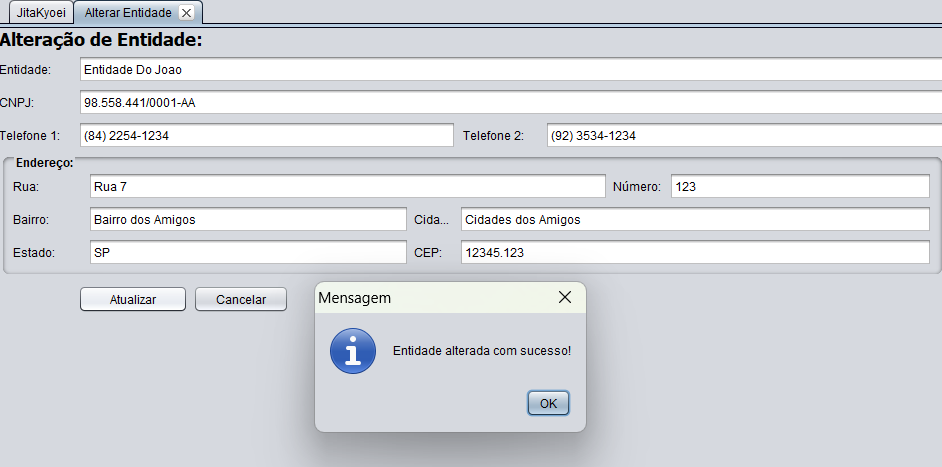 JitaKyoei Alterar Entidade
Alteração de Entidade:
Entidade: Entidade Do Joao
CNPJ: 98.558.441/0001-AA
Telefone 1: (84) 2254-1234 Telefone 2: (92) 3534-1234
Endereço:
Rua: Rua 7 Número: 123
Bairro: Bairro dos Amigos Cida... Cidades dos Amigos
Estado: SP CEP: 12345.123
Atualizar Cancelar
Mensagem
Entidade alterada com sucesso!
OK